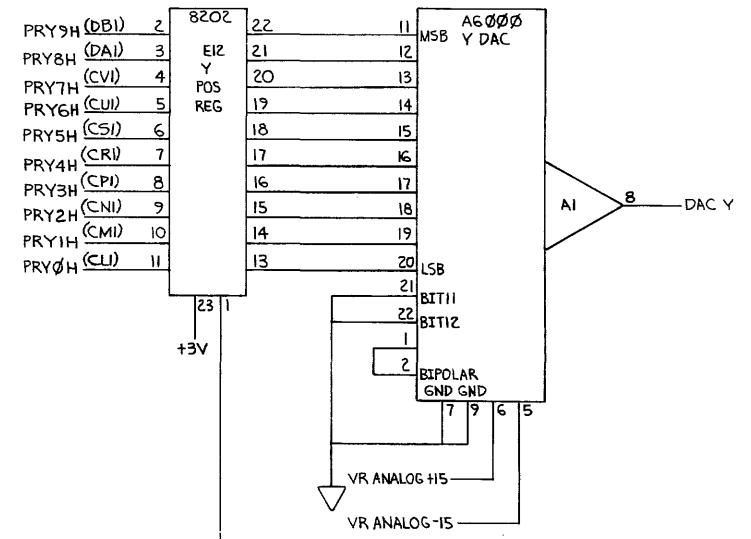 8202
E12
Y
POS
REG
PRY9H (DB1) 2 22 11 MSB
PRY8H (DA1) 3 21 12
PRY7H (CV1) 4 20 13
PRY6H (CU1) 5 19 14
PRY5H (CS1) 6 18 15
PRY4H (CR1) 7 17 16
PRY3H (CP1) 8 16 17
PRY2H (CN1) 9 15 18
PRY1H (CM1) 10 14 19
PRYØH (CL1) 11 13 20 LSB
A6ØØØ
Y DAC
21 BIT11
22 BIT12
1
2 BIPOLAR
GND GND
7 9 6 5
A1 8 DAC Y
23 1
+3V
VR ANALOG +15
VR ANALOG-15